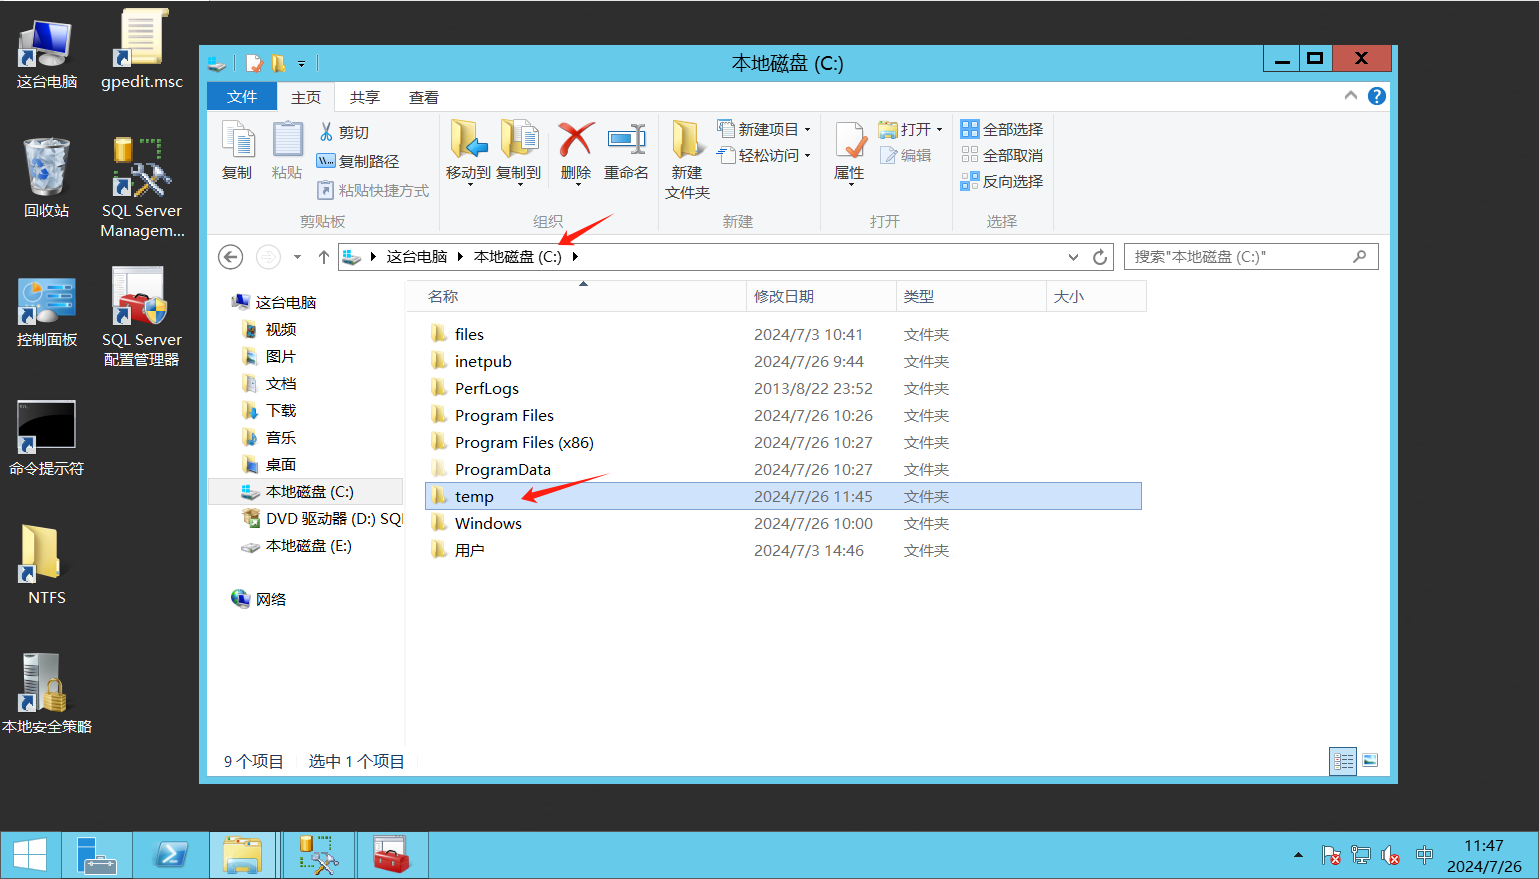 这台电脑
gpedit.msc
回收站
SQL Server
Managem...
控制面板
SQL Server
配置管理器
命令提示符
NTFS
本地安全策略
本地磁盘 (C:)
文件
主页
共享
查看
复制
粘贴
剪切
复制路径
粘贴快捷方式
剪贴板
移动到
复制到
删除
重命名
组织
新建
文件夹
新建项目
轻松访问
新建
属性
打开
编辑
打开
全部选择
全部取消
反向选择
选择
这台电脑
本地磁盘 (C:)
搜索"本地磁盘 (C:)"
这台电脑
视频
图片
文档
下载
音乐
桌面
本地磁盘 (C:)
DVD 驱动器 (D:) SQ
本地磁盘 (E:)
网络
名称 修改日期 类型 大小
files 2024/7/3 10:41 文件夹
inetpub 2024/7/26 9:44 文件夹
PerfLogs 2013/8/22 23:52 文件夹
Program Files 2024/7/26 10:26 文件夹
Program Files (x86) 2024/7/26 10:27 文件夹
ProgramData 2024/7/26 10:27 文件夹
temp 2024/7/26 11:45 文件夹
Windows 2024/7/26 10:00 文件夹
用户 2024/7/3 14:46 文件夹
9 个项目 选中 1 个项目
中
11:47
2024/7/26